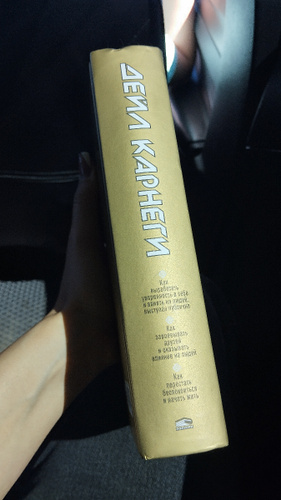 ДЕЙЛ КАРНЕГИ
Как
вырабатывать
уверенность в себе
и влиять на людей,
выступая публично
Как
завоевывать
друзей
и оказывать
влияние на людей
Как
перестать
беспокоиться
и начать жить